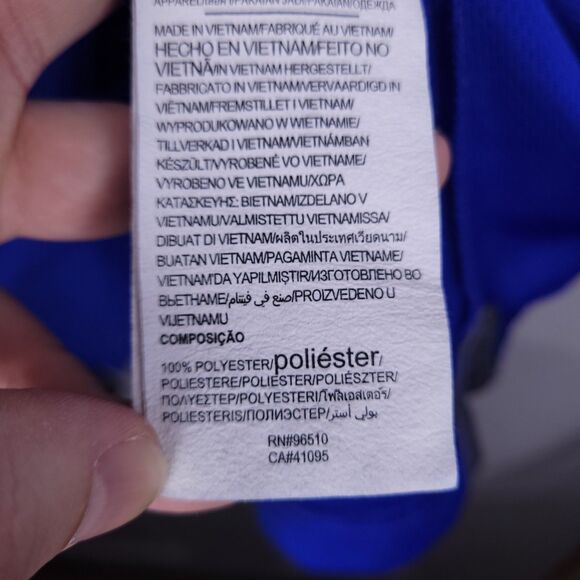 APPAREL/
MADE IN VIETNAM/FABRIQUÉ AU VIETNAM/
HECHO EN VIETNAM/FEITO NO
VIETNÃ/IN VIETNAM HERGESTELLT/
FABBRICATO IN VIETNAM/VERVAARDIGD IN
VIETNAM/FREMSTILLET I VIETNAM/
WYPRODUKOWANO W WIETNAMIE/
TILLVERKAD I VIETNAM/VIETNÁMBAN
KÉSZÜLT/VYROBENÉ VO VIETNAME/
VYROBENO VE VIETNAMU/ΧΩΡΑ
ΚΑΤΑΣΚΕΥΗΣ: ΒΙΕΤΝΑΜ/IZDELANO V
VIETNAMU/VALMISTETTU VIETNAMISSA/
DIBUAT DI VIETNAM/ผลิตในประเทศเวียดนาม/
BUATAN VIETNAM/PAGAMINTA VIETNAME/
VIETNAM'DA YAPILMIŞTIR/ИЗГОТОВЛЕНО ВО
ВЬЕТНАМЕ/صنع في فيتنام/PROIZVEDENO U
VIJETNAMU
COMPOSIÇÃO
100% POLYESTER/poliéster/
POLIESTERE/POLIESTER/POLIÉSZTER/
ΠΟΛΥΕΣΤΕΡ/POLYESTERI/โพลีเอสเตอร์/
POLIESTERIS/ПОЛИЭСТЕР/بولي أستر/
RN#96510
CA#41095